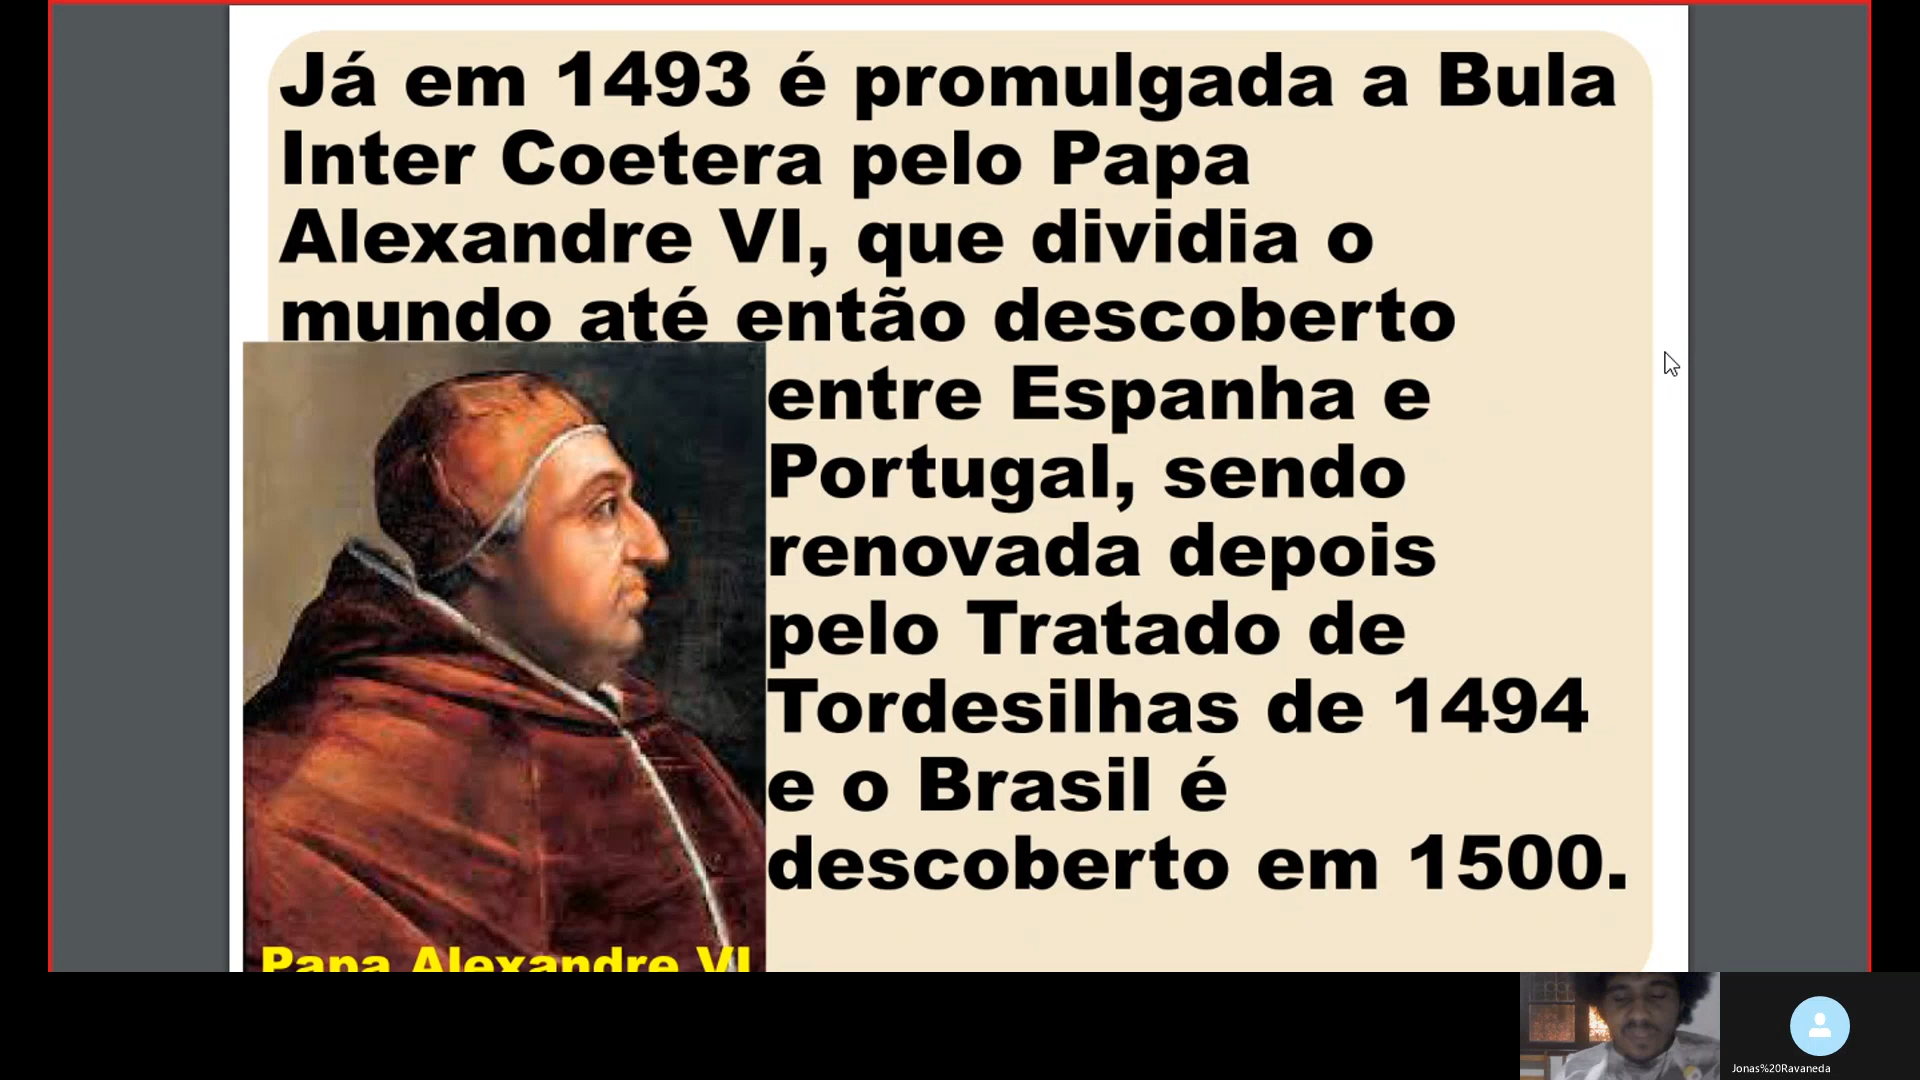 Já em 1493 é promulgada a Bula
Inter Coetera pelo Papa
Alexandre VI, que dividia o
mundo até então descoberto
entre Espanha e
Portugal, sendo
renovada depois
pelo Tratado de
Tordesilhas de 1494
e o Brasil é
descoberto em 1500.
Papa Alexandre VI
Jonas%20Ravaneda